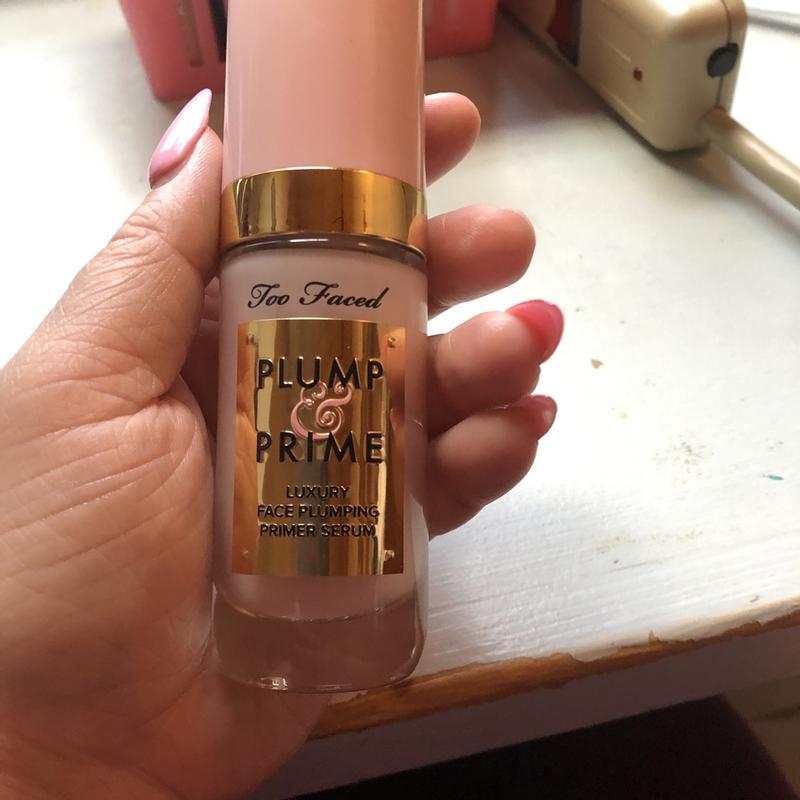 Too Faced
PLUMP
&
PRIME
LUXURY
FACE PLUMPING
PRIMER SERUM